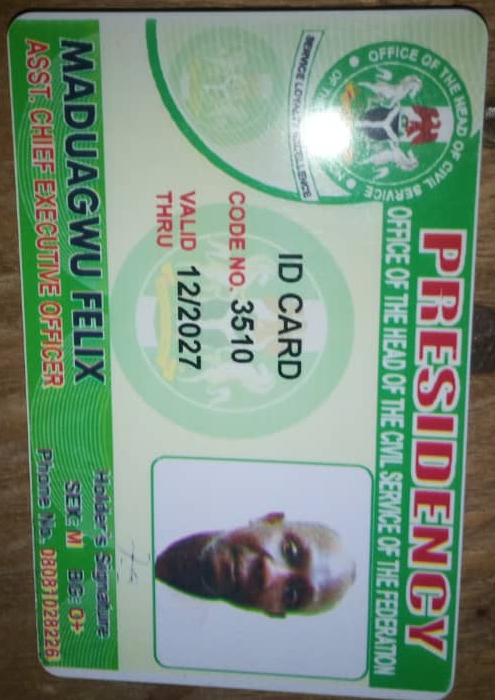 OFFICE OF THE HEAD OF CIVIL SERVICE
SERVICE LOYALTY EXCELLENCE
PRESIDENCY
OFFICE OF THE HEAD OF THE CIVIL SERVICE OF THE FEDERATION
ID CARD
CODE NO. 3510
VALID THRU 12/2027
Holder's Signature
MADUAGWU FELIX
SEX: M BG: O+
ASST. CHIEF EXECUTIVE OFFICER
Phone No. 08081028226